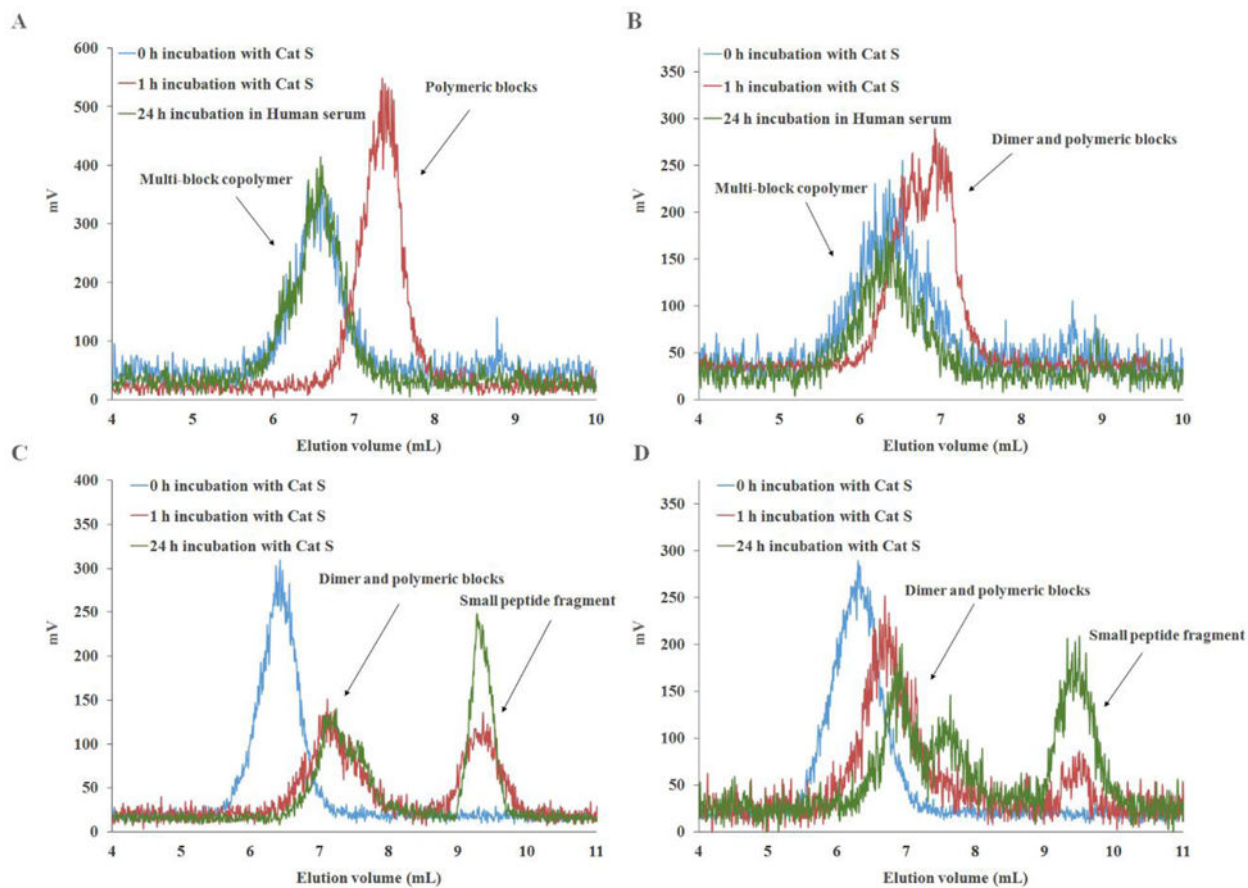 A
600
500
400
300
200
100
0
mV
0 h incubation with Cat S
1 h incubation with Cat S
24 h incubation in Human serum
Polymeric blocks
Multi-block copolymer
4 5 6 7 8 9 10
Elution volume (mL)
B
350
300
250
200
150
100
50
0
mV
0 h incubation with Cat S
1 h incubation with Cat S
24 h incubation in Human serum
Dimer and polymeric blocks
Multi-block copolymer
4 5 6 7 8 9 10
Elution volume (mL)
C
400
350
300
250
200
150
100
50
0
mV
0 h incubation with Cat S
1 h incubation with Cat S
24 h incubation with Cat S
Dimer and polymeric blocks
Small peptide fragment
4 5 6 7 8 9 10 11
Elution volume (mL)
D
350
300
250
200
150
100
50
0
mV
0 h incubation with Cat S
1 h incubation with Cat S
24 h incubation with Cat S
Dimer and polymeric blocks
Small peptide fragment
4 5 6 7 8 9 10 11
Elution volume (mL)